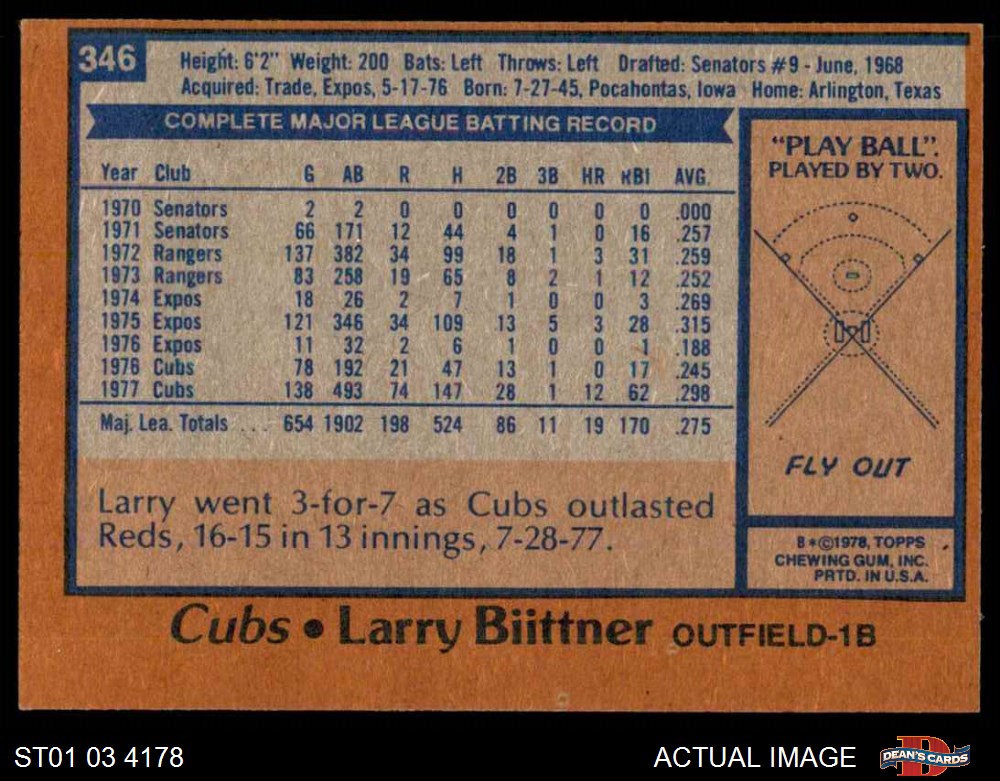 346
Height: 6'2" Weight: 200 Bats: Left Throws: Left Drafted: Senators #9 - June, 1968
Acquired: Trade, Expos, 5-17-76 Born: 7-27-45, Pocahontas, Iowa Home: Arlington, Texas
COMPLETE MAJOR LEAGUE BATTING RECORD
Year Club G AB R H 2B 3B HR RBI AVG.
1970 Senators 2 2 0 0 0 0 0 0 .000
1971 Senators 66 171 12 44 4 1 0 16 .257
1972 Rangers 137 382 34 99 18 1 3 31 .259
1973 Rangers 83 258 19 65 8 2 1 12 .252
1974 Expos 18 26 2 7 1 0 0 3 .269
1975 Expos 121 346 34 109 13 5 3 28 .315
1976 Expos 11 32 2 6 1 0 0 1 .188
1976 Cubs 78 192 21 47 13 1 0 17 .245
1977 Cubs 138 493 74 147 28 1 12 62 .298
Maj. Lea. Totals ... 654 1902 198 524 86 11 19 170 .275
Larry went 3-for-7 as Cubs outlasted
Reds, 16-15 in 13 innings, 7-28-77.
"PLAY BALL".
PLAYED BY TWO.
FLY OUT
B*©1978, TOPPS
CHEWING GUM, INC.
PRTD. IN U.S.A.
Cubs • Larry Biittner OUTFIELD-1B
ST01 03 4178
ACTUAL IMAGE
DEAN'S CARDS